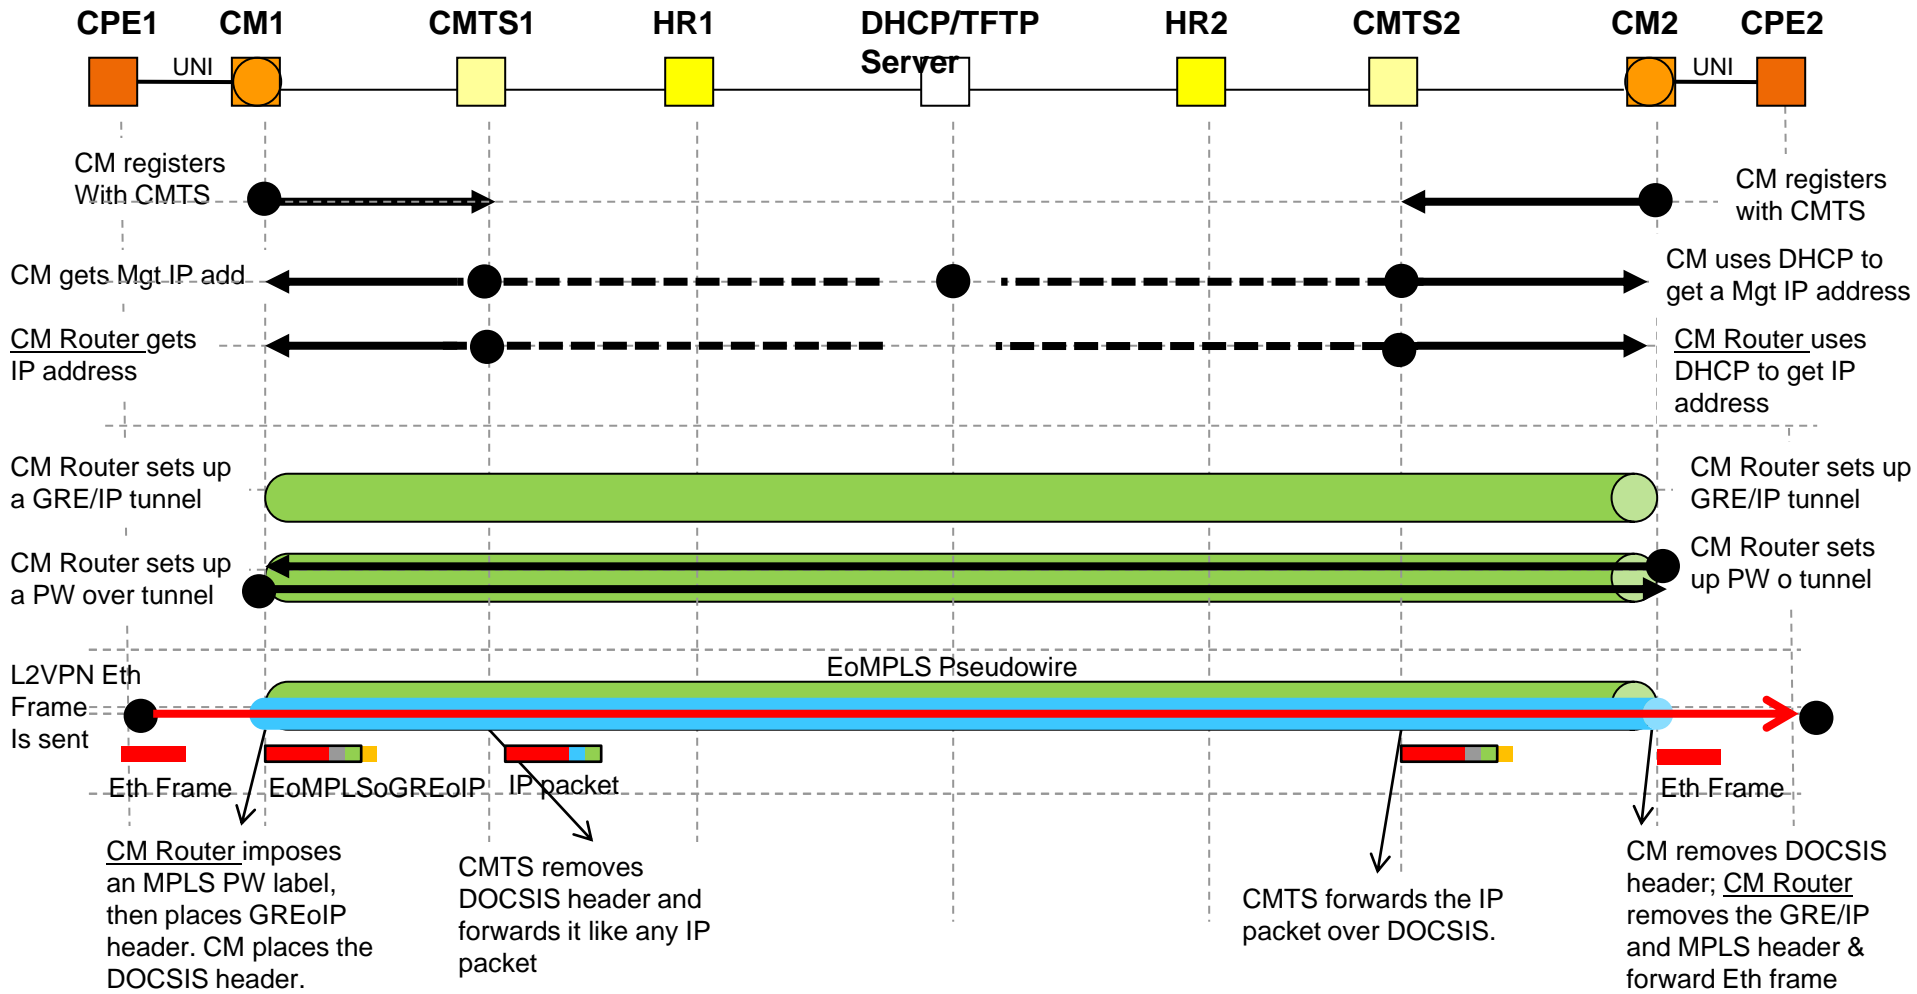 CPE1
CM1
CMTS1
HR1
DHCP/TFTP
Server
HR2
CMTS2
CM2
CPE2
UNI
UNI
CM registers
With CMTS
CM registers
with CMTS
CM gets Mgt IP add
CM uses DHCP to
get a Mgt IP address
CM Router gets
IP address
CM Router uses
DHCP to get IP
address
CM Router sets up
a GRE/IP tunnel
CM Router sets up
GRE/IP tunnel
CM Router sets up
a PW over tunnel
CM Router sets
up PW o tunnel
L2VPN Eth
Frame
Is sent
EoMPLS Pseudowire
Eth Frame
EoMPLSoGREoIP
IP packet
Eth Frame
CM Router imposes
an MPLS PW label,
then places GREoIP
header. CM places the
DOCSIS header.
CMTS removes
DOCSIS header and
forwards it like any IP
packet
CMTS forwards the IP
packet over DOCSIS.
CM removes DOCSIS
header; CM Router
removes the GRE/IP
and MPLS header &
forward Eth frame